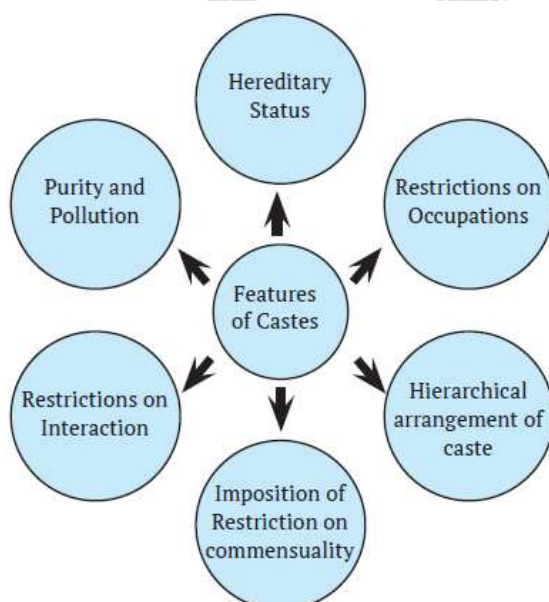 Hereditary
Status
Purity and
Pollution
Restrictions on
Occupations
Features
of Castes
Restrictions on
Interaction
Hierarchical
arrangement of
caste
Imposition of
Restriction on
commensuality